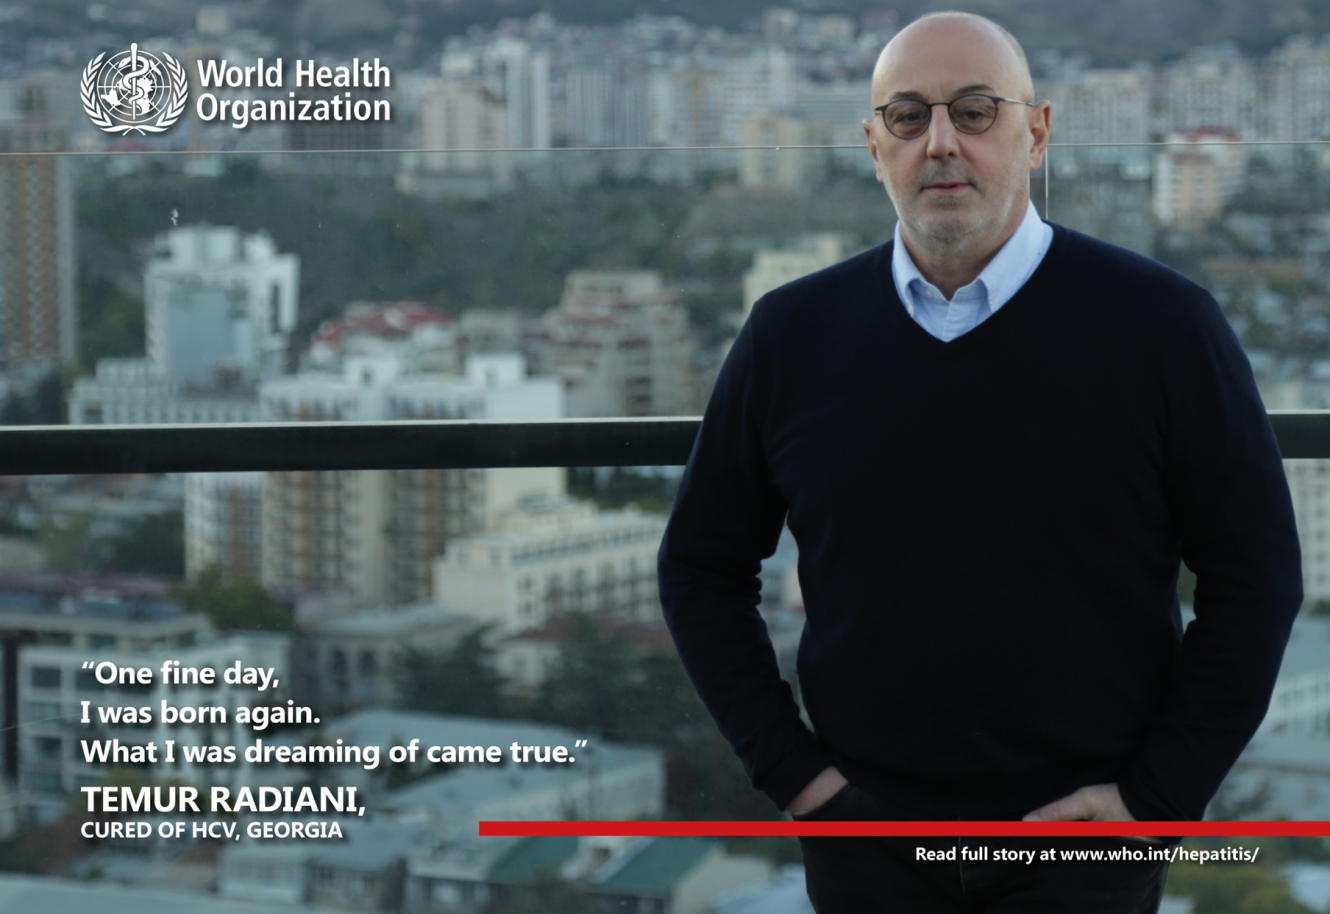 World Health
Organization
“One fine day,
I was born again.
What I was dreaming of came true.”
TEMUR RADIANI,
CURED OF HCV, GEORGIA
Read full story at www.who.int/hepatitis/